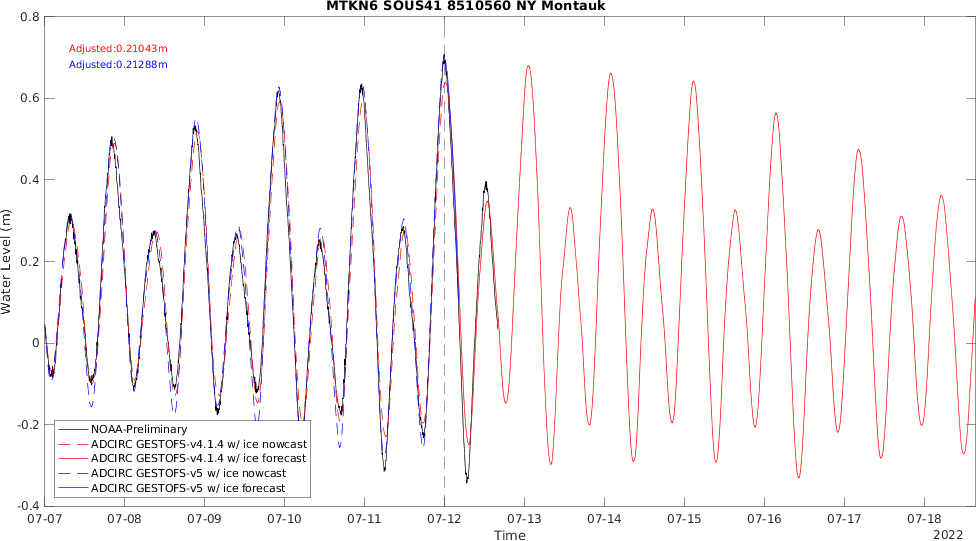 MTKN6 SOUS41 8510560 NY Montauk
Adjusted:0.21043m
Adjusted:0.21288m
0.8
0.6
0.4
0.2
0
-0.2
-0.4
Water Level (m)
NOAA-Preliminary
ADCIRC GESTOFS-v4.1.4 w/ ice nowcast
ADCIRC GESTOFS-v4.1.4 w/ ice forecast
ADCIRC GESTOFS-v5 w/ ice nowcast
ADCIRC GESTOFS-v5 w/ ice forecast
07-07 07-08 07-09 07-10 07-11 07-12 07-13 07-14 07-15 07-16 07-17 07-18
Time
2022